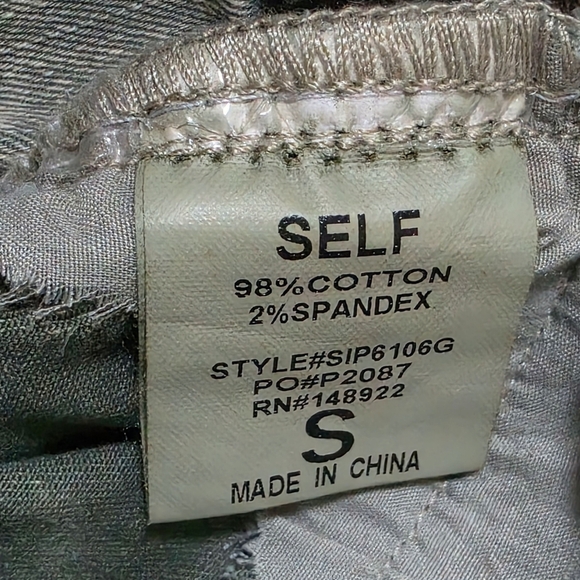 SELF
98%COTTON
2%SPANDEX
STYLE#SIP6106G
PO#P2087
RN#148922
S
MADE IN CHINA